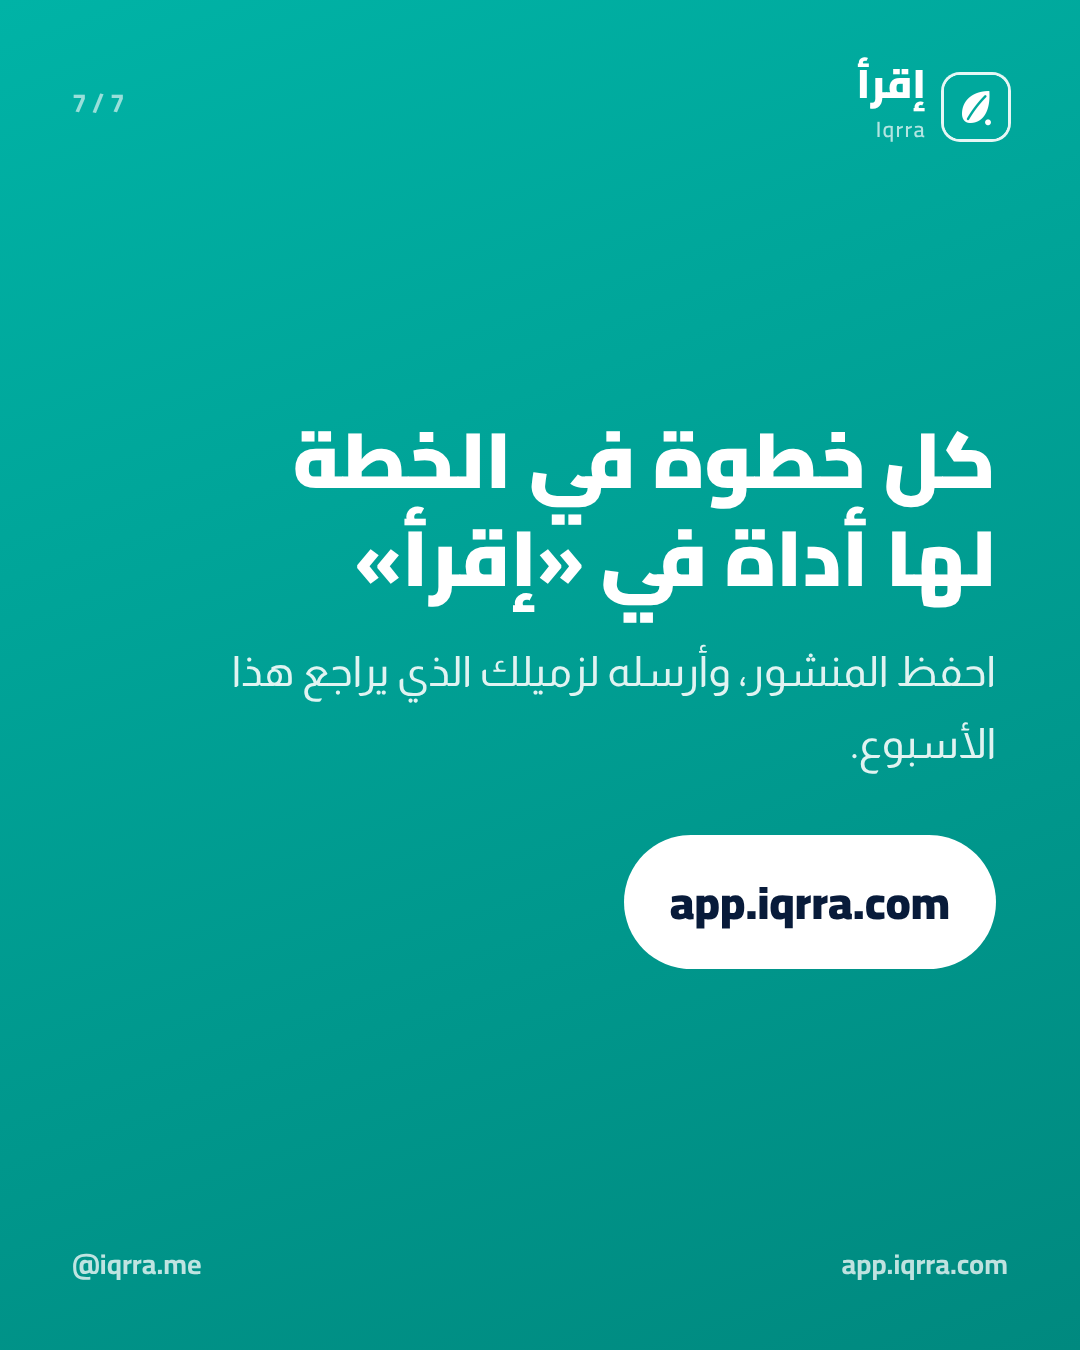 إقرأ
Iqrra
7 / 7
كل خطوة في الخطة
لها أداة في «إقرأ»
احفظ المنشور، وأرسله لزميلك الذي يراجع هذا
الأسبوع.
app.iqrra.com
app.iqrra.com
@iqrra.me